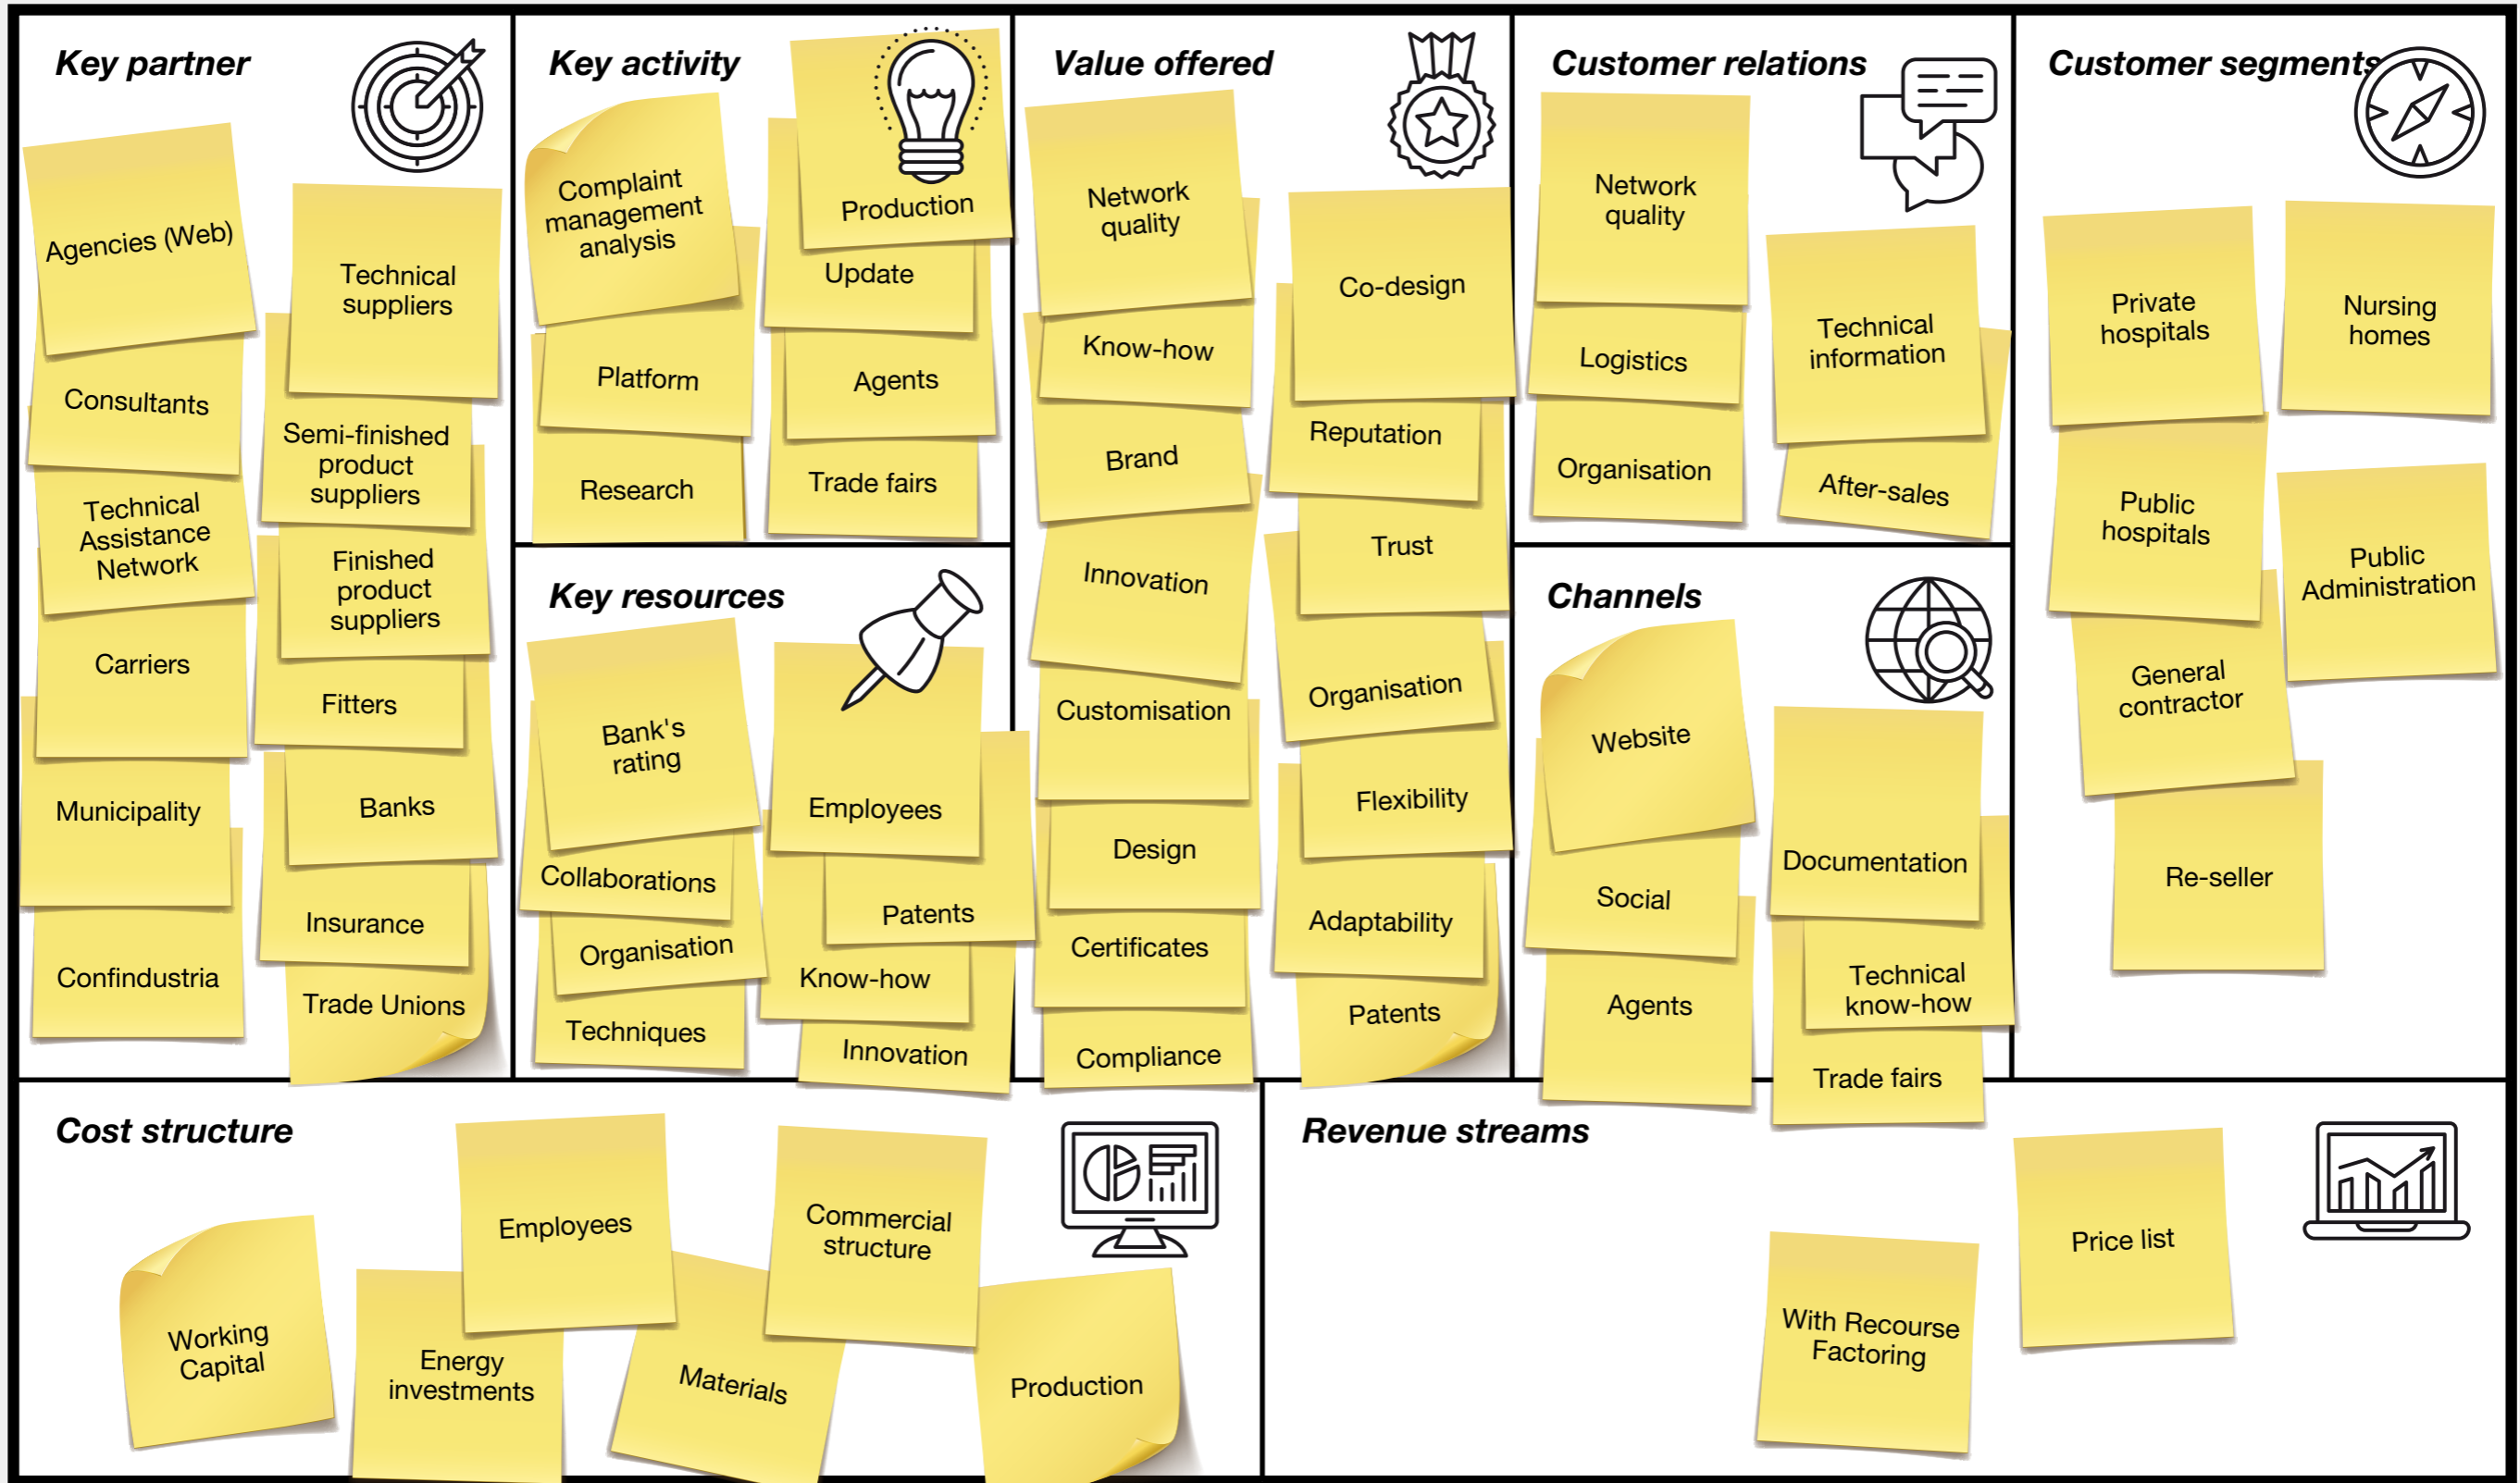 Key partner
Agencies (Web)
Consultants
Technical
Assistance
Network
Carriers
Municipality
Confindustria
Technical
suppliers
Semi-finished
product
suppliers
Finished
product
suppliers
Fitters
Banks
Insurance
Trade Unions
Key activity
Complaint
management
analysis
Platform
Research
Production
Update
Agents
Trade fairs
Key resources
Bank's
rating
Collaborations
Organisation
Techniques
Employees
Patents
Know-how
Innovation
Value offered
Network
quality
Know-how
Brand
Innovation
Customisation
Design
Certificates
Compliance
Co-design
Reputation
Trust
Organisation
Flexibility
Adaptability
Patents
Customer relations
Network
quality
Logistics
Organisation
Technical
information
After-sales
Channels
Website
Social
Agents
Documentation
Technical
know-how
Trade fairs
Customer segments
Private
hospitals
Public
hospitals
General
contractor
Re-seller
Nursing
homes
Public
Administration
Cost structure
Working
Capital
Energy
investments
Employees
Materials
Commercial
structure
Production
Revenue streams
With Recourse
Factoring
Price list